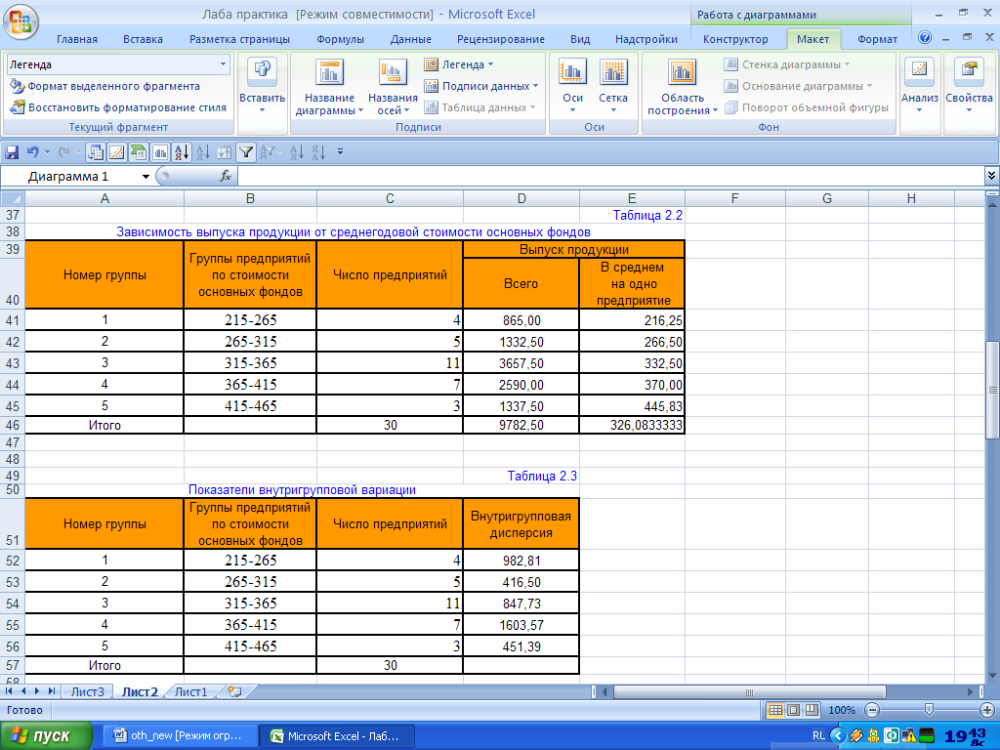 Лаба практика [Режим совместимости] - Microsoft Excel
Работа с диаграммами
Главная Вставка Разметка страницы Формулы Данные Рецензирование Вид Надстройки Конструктор Макет Формат
Легенда
Формат выделенного фрагмента
Восстановить форматирование стиля
Текущий фрагмент
Вставить
Название диаграммы
Названия осей
Легенда
Подписи данных
Таблица данных
Подписи
Оси
Сетка
Оси
Область построения
Стенка диаграммы
Основание диаграммы
Поворот объемной фигуры
Фон
Анализ
Свойства
Диаграмма 1
fx
A B C D E F G H
37 Таблица 2.2
38 Зависимость выпуска продукции от среднегодовой стоимости основных фондов
39 Номер группы Группы предприятий по стоимости основных фондов Число предприятий Выпуск продукции
40 Всего В среднем на одно предприятие
41 1 215-265 4 865,00 216,25
42 2 265-315 5 1332,50 266,50
43 3 315-365 11 3657,50 332,50
44 4 365-415 7 2590,00 370,00
45 5 415-465 3 1337,50 445,83
46 Итого 30 9782,50 326,0833333
47
48
49 Таблица 2.3
50 Показатели внутригрупповой вариации
51 Номер группы Группы предприятий по стоимости основных фондов Число предприятий Внутригрупповая дисперсия
52 1 215-265 4 982,81
53 2 265-315 5 416,50
54 3 315-365 11 847,73
55 4 365-415 7 1603,57
56 5 415-465 3 451,39
57 Итого 30
58
Лист3 Лист2 Лист1
Готово
100%
пуск
oth_new [Режим огр...
Microsoft Excel - Лаб...
RL
19 43
Вс